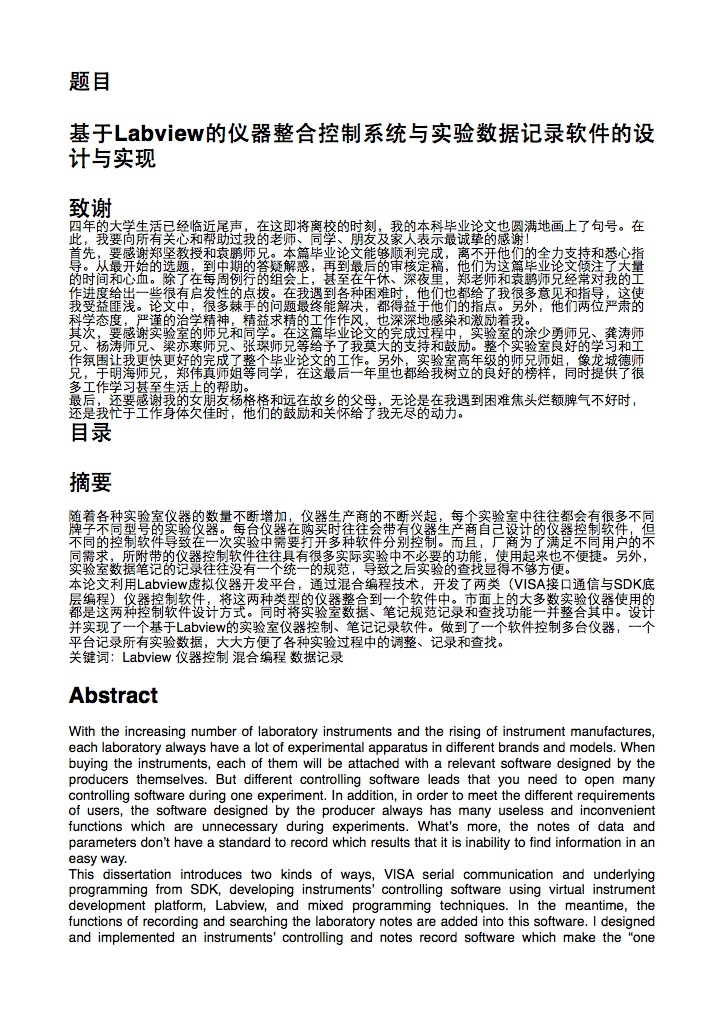 题目
基于Labview的仪器整合控制系统与实验数据记录软件的设
计与实现
致谢
四年的大学生活已经临近尾声，在这即将离校的时刻，我的本科毕业论文也圆满地画上了句号。在
此，我要向所有关心和帮助过我的老师、同学、朋友及家人表示最诚挚的感谢！
首先，要感谢郑坚教授和袁鹏师兄。本篇毕业论文能够顺利完成，离不开他们的全力支持和悉心指
导。从最开始的选题，到中期的答疑解惑，再到最后的审核定稿，他们为这篇毕业论文倾注了大量
的时间和心血。除了在每周例行的组会上，甚至在午休、深夜里，郑老师和袁鹏师兄经常对我的工
作进度给出一些很有启发性的点拨。在我遇到各种困难时，他们也都给了我很多意见和指导，这使
我受益匪浅。论文中，很多棘手的问题最终能解决，都得益于他们的指点。另外，他们两位严肃的
科学态度，严谨的治学精神，精益求精的工作作风，也深深地感染和激励着我。
其次，要感谢实验室的师兄和同学。在这篇毕业论文的完成过程中，实验室的涂少勇师兄、龚涛师
兄、杨涛师兄、梁亦寒师兄、张琛师兄等给予了我莫大的支持和鼓励。整个实验室良好的学习和工
作氛围让我更快更好的完成了整个毕业论文的工作。另外，实验室高年级的师兄师姐，像龙城德师
兄，于明海师兄，郑伟真师姐等同学，在这最后一年里也都给我树立的良好的榜样，同时提供了很
多工作学习甚至生活上的帮助。
最后，还要感谢我的女朋友杨格格和远在故乡的父母，无论是在我遇到困难焦头烂额脾气不好时，
还是我忙于工作身体欠佳时，他们的鼓励和关怀给了我无尽的动力。
目录
摘要
随着各种实验室仪器的数量不断增加，仪器生产商的不断兴起，每个实验室中往往都会有很多不同
牌子不同型号的实验仪器。每台仪器在购买时往往会带有仪器生产商自己设计的仪器控制软件，但
不同的控制软件导致在一次实验中需要打开多种软件分别控制。而且，厂商为了满足不同用户的不
同需求，所附带的仪器控制软件往往具有很多实际实验中不必要的功能，使用起来也不便捷。另外，
实验室数据笔记的记录往往没有一个统一的规范，导致之后实验的查找显得不够方便。
本论文利用Labview虚拟仪器开发平台，通过混合编程技术，开发了两类（VISA接口通信与SDK底
层编程）仪器控制软件，将这两种类型的仪器整合到一个软件中。市面上的大多数实验仪器使用的
都是这两种控制软件设计方式。同时将实验室数据、笔记规范记录和查找功能一并整合其中。设计
并实现了一个基于Labview的实验室仪器控制、笔记记录软件。做到了一个软件控制多台仪器，一个
平台记录所有实验数据，大大方便了各种实验过程中的调整、记录和查找。
关键词：Labview 仪器控制 混合编程 数据记录
Abstract
With the increasing number of laboratory instruments and the rising of instrument manufactures,
each laboratory always have a lot of experimental apparatus in different brands and models. When
buying the instruments, each of them will be attached with a relevant software designed by the
producers themselves. But different controlling software leads that you need to open many
controlling software during one experiment. In addition, in order to meet the different requirements
of users, the software designed by the producer always has many useless and inconvenient
functions which are unnecessary during experiments. What’s more, the notes of data and
parameters don’t have a standard to record which results that it is inability to find information in an
easy way.
This dissertation introduces two kinds of ways, VISA serial communication and underlying
programming from SDK, developing instruments’ controlling software using virtual instrument
development platform, Labview, and mixed programming techniques. In the meantime, the
functions of recording and searching the laboratory notes are added into this software. I designed
and implemented an instruments’ controlling and notes record software which make the “one